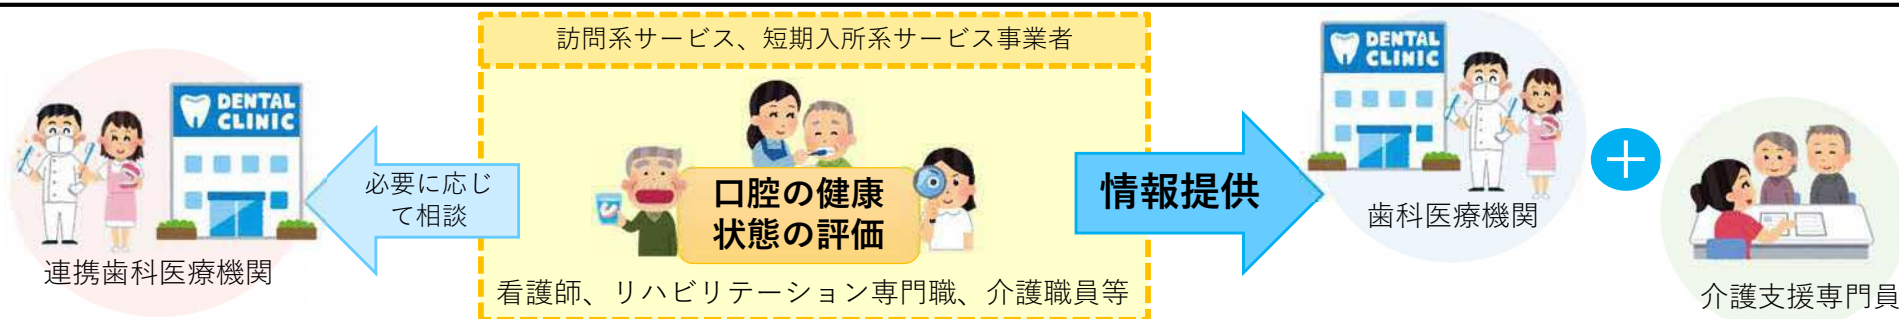 訪問系サービス、短期入所系サービス事業者
DENTAL
CLINIC
必要に応じ
て相談
連携歯科医療機関
口腔の健康
状態の評価
看護師、リハビリテーション専門職、介護職員等
情報提供
DENTAL
CLINIC
歯科医療機関
+
介護支援専門員